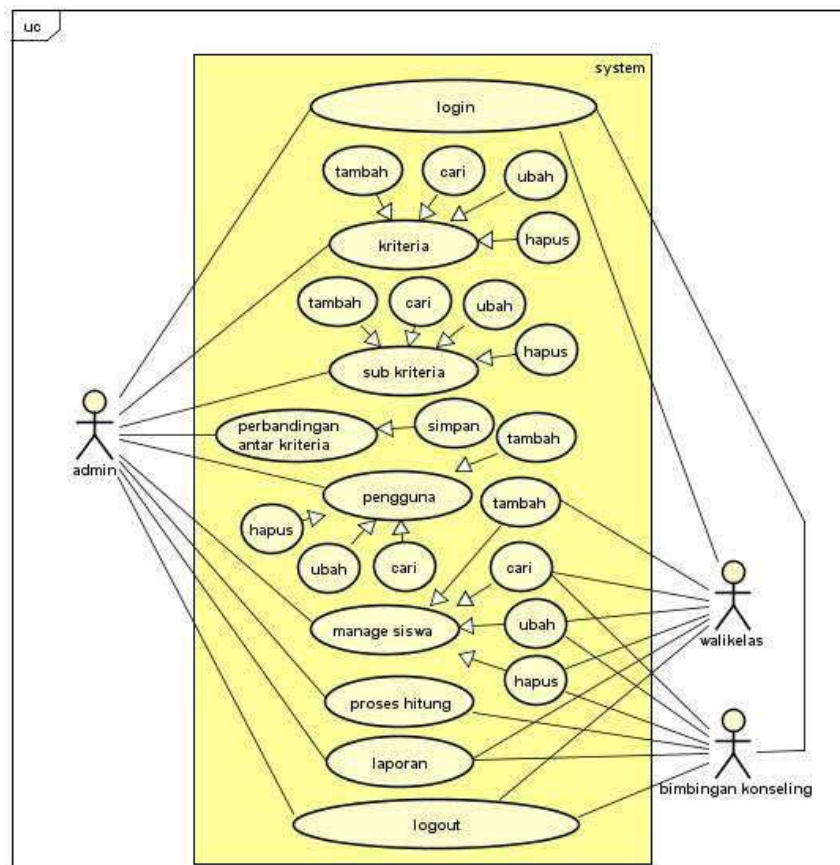 uc
system
login
tambah
cari
ubah
kriteria
hapus
tambah
cari
ubah
hapus
sub kriteria
perbandingan
antar kriteria
simpan
tambah
admin
pengguna
tambah
hapus
ubah
cari
cari
manage siswa
ubah
walikelas
hapus
proses hitung
laporan
bimbingan konseling
logout